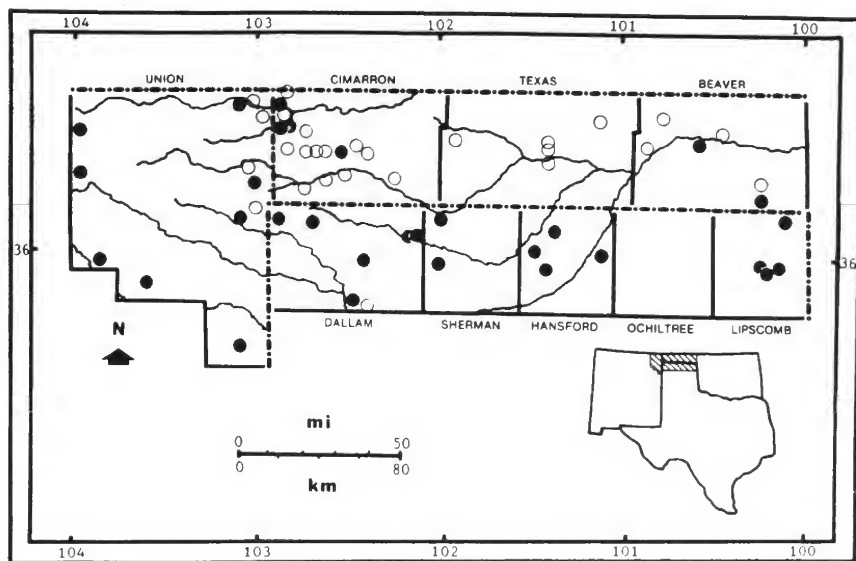 104 103 102 101 100
UNION CIMARRON TEXAS BEAVER
36 36
DALLAM SHERMAN HANSFORD OCHILTREE LIPSCOMB
N
mi
0 50
0 80
km
104 103 102 101 100